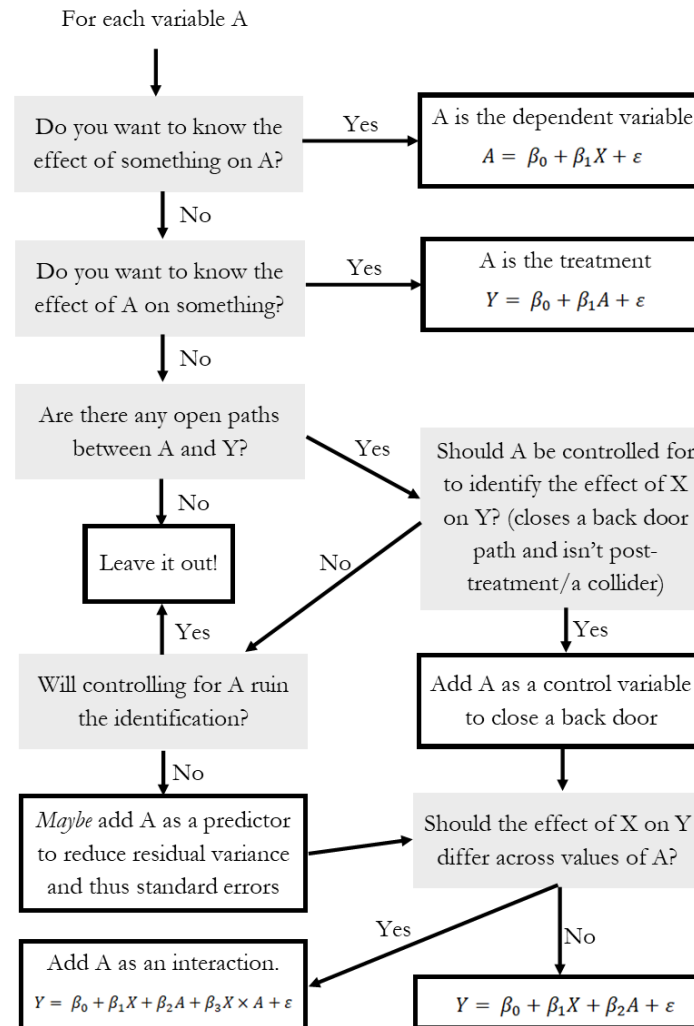 For each variable A
Do you want to know the
effect of something on A?
Yes
A is the dependent variable
A = β₀ + β₁X + ε
No
Do you want to know the
effect of A on something?
Yes
A is the treatment
Y = β₀ + β₁A + ε
No
Are there any open paths
between A and Y?
Yes
Should A be controlled for
to identify the effect of X
on Y? (closes a back door
path and isn't post-
treatment/a collider)
No
Leave it out!
No
Yes
Yes
Will controlling for A ruin
the identification?
Add A as a control variable
to close a back door
No
Maybe add A as a predictor
to reduce residual variance
and thus standard errors
Should the effect of X on Y
differ across values of A?
Yes
No
Add A as an interaction.
Y = β₀ + β₁X + β₂A + β₃X × A + ε
Y = β₀ + β₁X + β₂A + ε